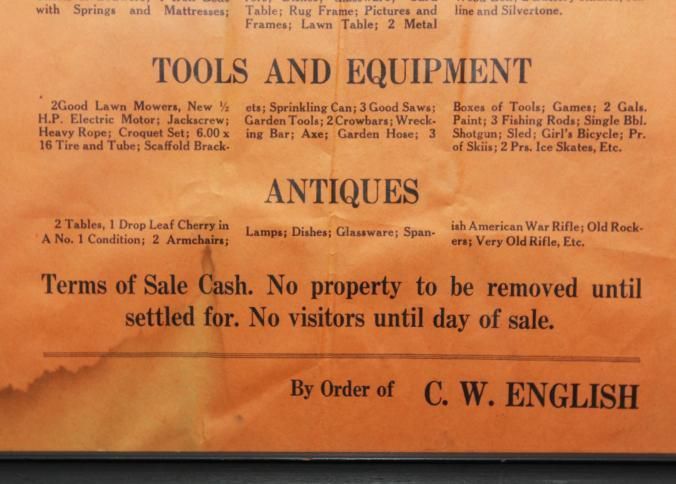 with Springs and Mattresses;
Table; Rug Frame; Pictures and
Frames; Lawn Table; 2 Metal
line and Silvertone.
TOOLS AND EQUIPMENT
2Good Lawn Mowers, New ½
H.P. Electric Motor; Jackscrew;
Heavy Rope; Croquet Set; 6.00 x
16 Tire and Tube; Scaffold Brack-
ets; Sprinkling Can; 3 Good Saws;
Garden Tools; 2 Crowbars; Wreck-
ing Bar; Axe; Garden Hose; 3
Boxes of Tools; Games; 2 Gals.
Paint; 3 Fishing Rods; Single Bbl.
Shotgun; Sled; Girl's Bicycle; Pr.
of Skiis; 2 Prs. Ice Skates, Etc.
ANTIQUES
2 Tables, 1 Drop Leaf Cherry in
A No. 1 Condition; 2 Armchairs;
Lamps; Dishes; Glassware; Span-
ish American War Rifle; Old Rock-
ers; Very Old Rifle, Etc.
Terms of Sale Cash. No property to be removed until
settled for. No visitors until day of sale.
By Order of C. W. ENGLISH